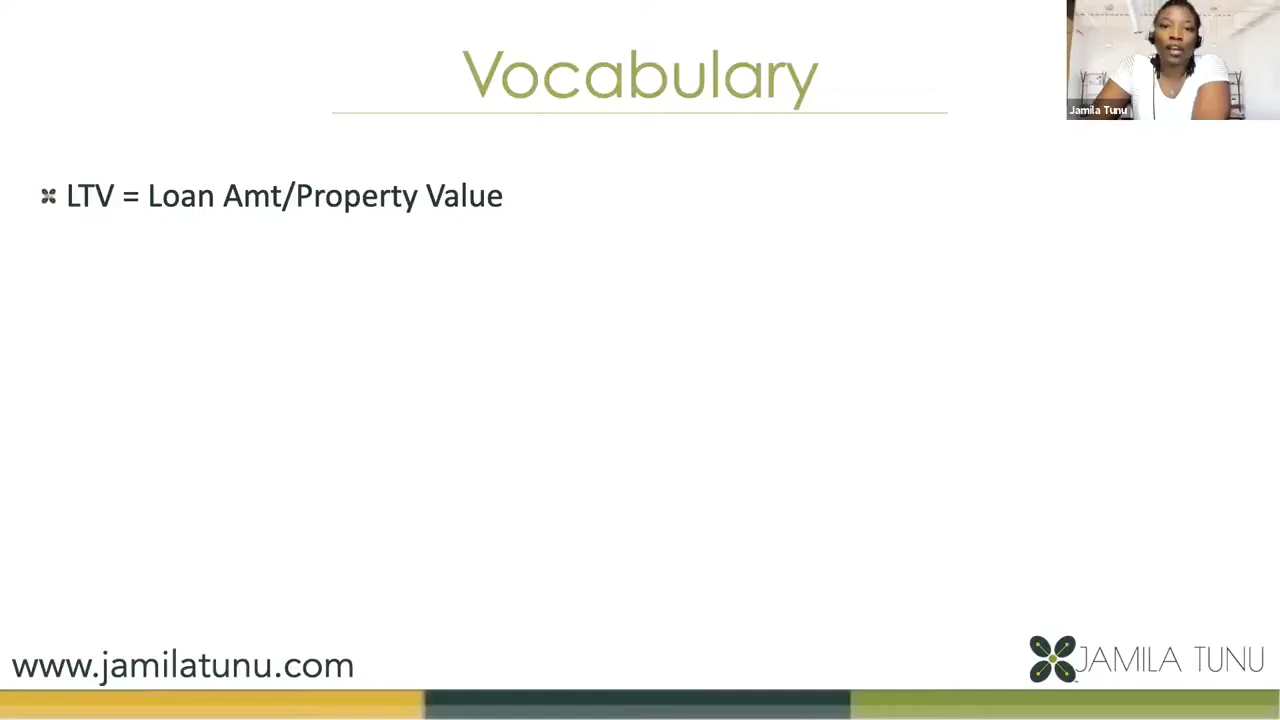 Vocabulary
Jamila Tunu
LTV = Loan Amt/Property Value
www.jamilatunu.com
JAMILA TUNU